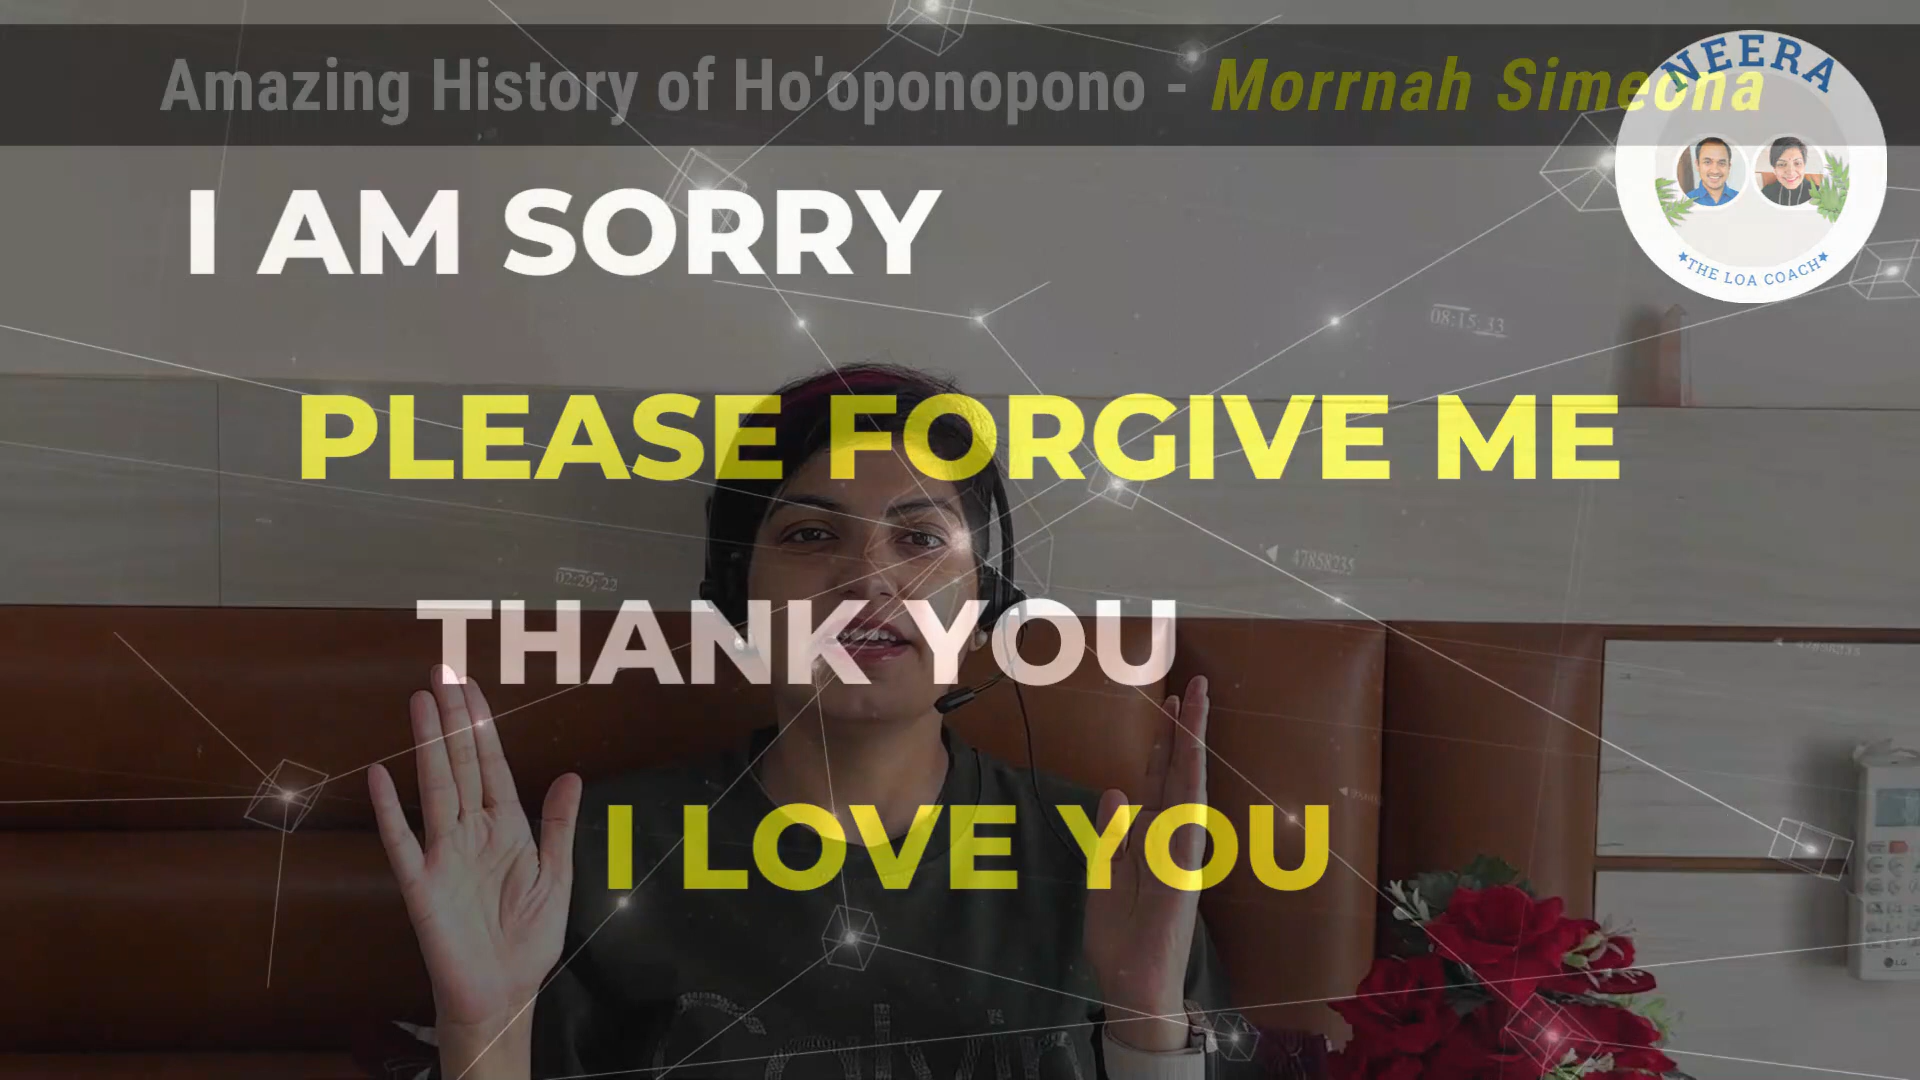 Amazing History of Ho'oponopono - Morrnah Simeona
NEERA
THE LOA COACH
I AM SORRY
08:15:33
PLEASE FORGIVE ME
47858235
02:29:22
THANK YOU
I LOVE YOU
LG